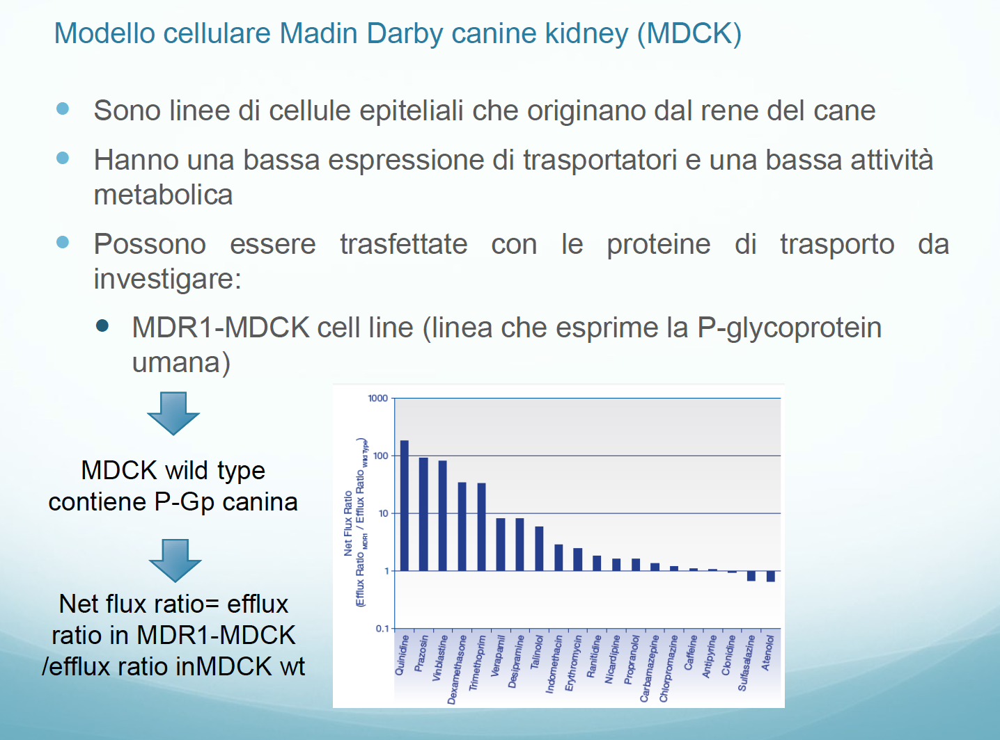 Modello cellulare Madin Darby canine kidney (MDCK)
Sono linee di cellule epiteliali che originano dal rene del cane
Hanno una bassa espressione di trasportatori e una bassa attività
metabolica
Possono essere trasfettate con le proteine di trasporto da
investigare:
MDR1-MDCK cell line (linea che esprime la P-glycoprotein
umana)
MDCK wild type
contiene P-Gp canina
Net flux ratio= efflux
ratio in MDR1-MDCK
/efflux ratio inMDCK wt
Net Flux Ratio
(Efflux Ratio MDR1 / Efflux Ratio Wild Type)
1000
100
10
1
0.1
Quinidine
Prazosin
Vinblastine
Dexamethasone
Trimethoprim
Verapamil
Desipramine
Talinolol
Indomethacin
Erythromycin
Ranitidine
Nicardipine
Propranolol
Carbamazepine
Chlorpromazine
Caffeine
Antipyrine
Clonidine
Sulfasalazine
Atenolol